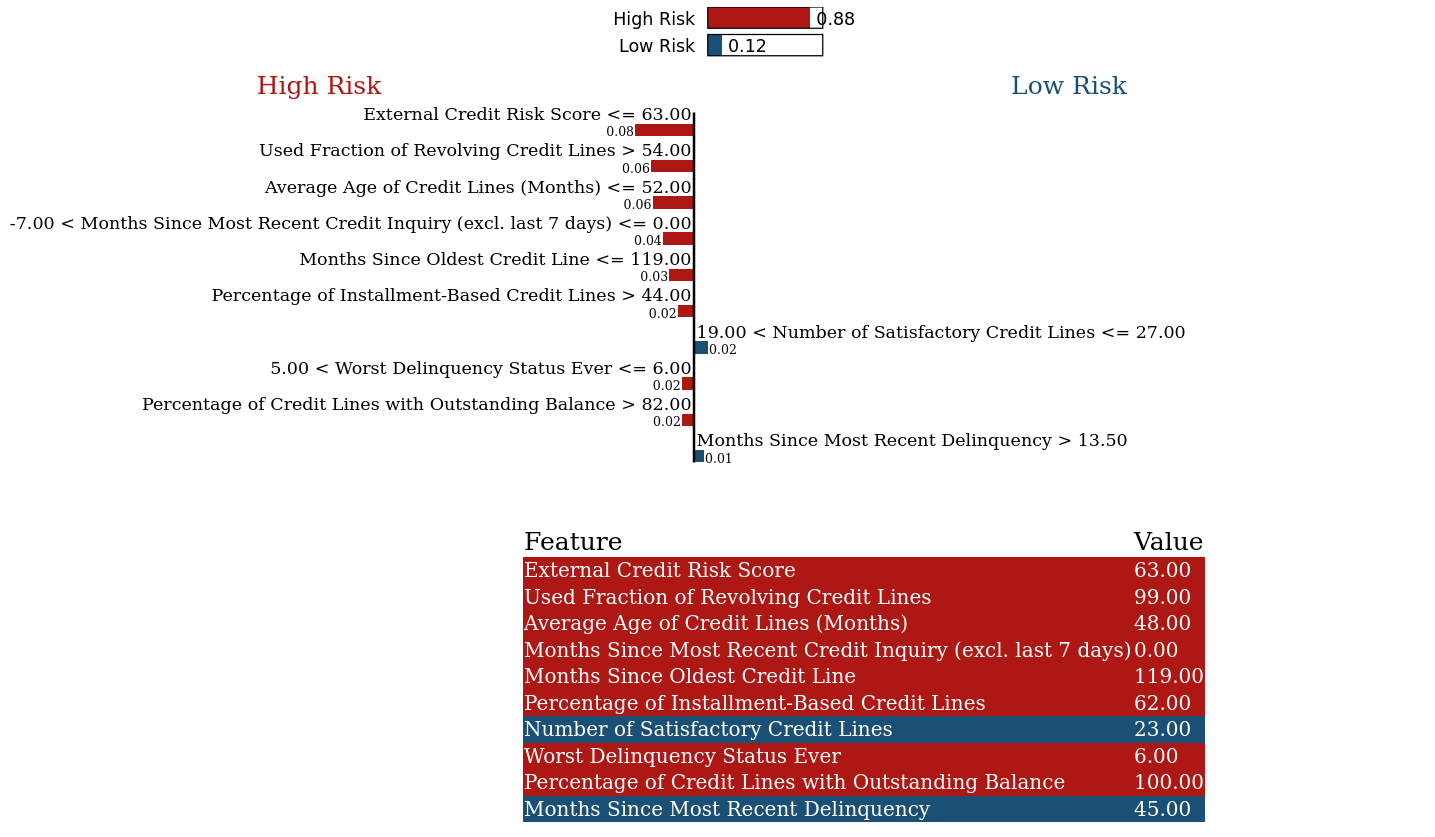 High Risk 0.88
Low Risk 0.12
High Risk Low Risk
External Credit Risk Score <= 63.00
0.08
Used Fraction of Revolving Credit Lines > 54.00
0.06
Average Age of Credit Lines (Months) <= 52.00
0.06
-7.00 < Months Since Most Recent Credit Inquiry (excl. last 7 days) <= 0.00
0.04
Months Since Oldest Credit Line <= 119.00
0.03
Percentage of Installment-Based Credit Lines > 44.00
0.02
19.00 < Number of Satisfactory Credit Lines <= 27.00
0.02
5.00 < Worst Delinquency Status Ever <= 6.00
0.02
Percentage of Credit Lines with Outstanding Balance > 82.00
0.02
Months Since Most Recent Delinquency > 13.50
0.01
Feature Value
External Credit Risk Score 63.00
Used Fraction of Revolving Credit Lines 99.00
Average Age of Credit Lines (Months) 48.00
Months Since Most Recent Credit Inquiry (excl. last 7 days) 0.00
Months Since Oldest Credit Line 119.00
Percentage of Installment-Based Credit Lines 62.00
Number of Satisfactory Credit Lines 23.00
Worst Delinquency Status Ever 6.00
Percentage of Credit Lines with Outstanding Balance 100.00
Months Since Most Recent Delinquency 45.00